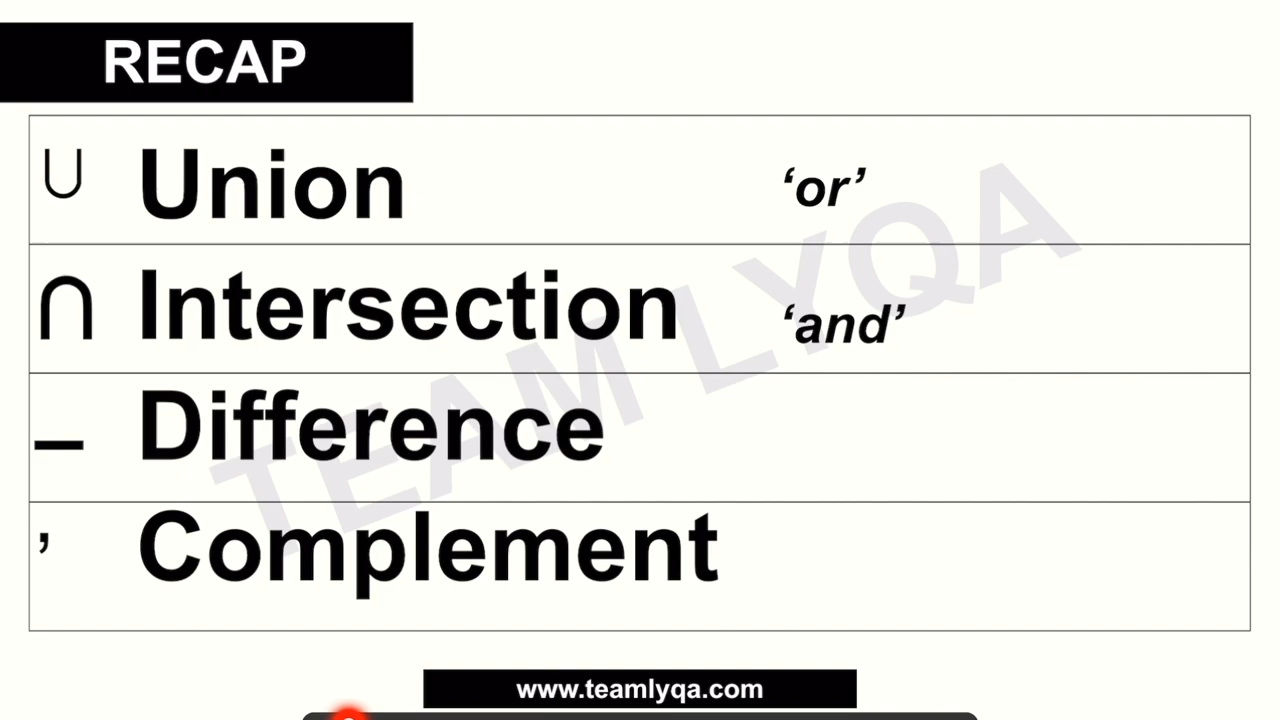 RECAP
∪ Union ‘or’
∩ Intersection ‘and’
– Difference
’ Complement
TEAM LYQA
www.teamlyqa.com